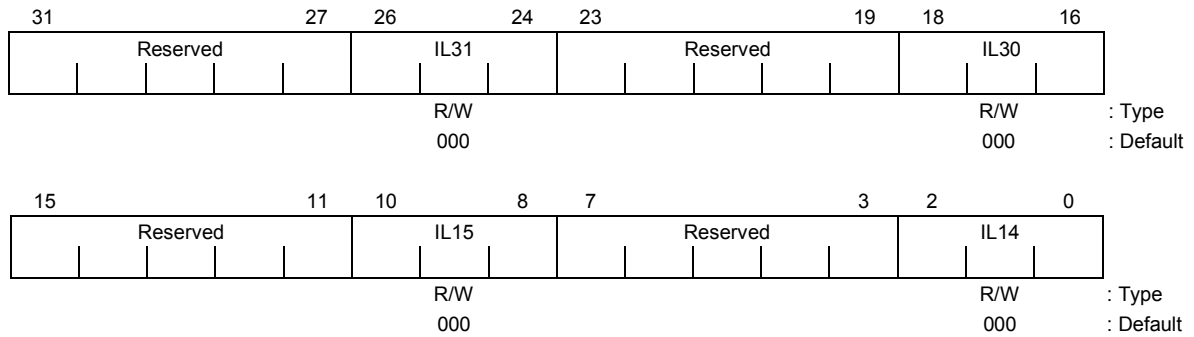 31 27 26 24 23 19 18 16
Reserved IL31 Reserved IL30
R/W R/W : Type
000 000 : Default
15 11 10 8 7 3 2 0
Reserved IL15 Reserved IL14
R/W R/W : Type
000 000 : Default